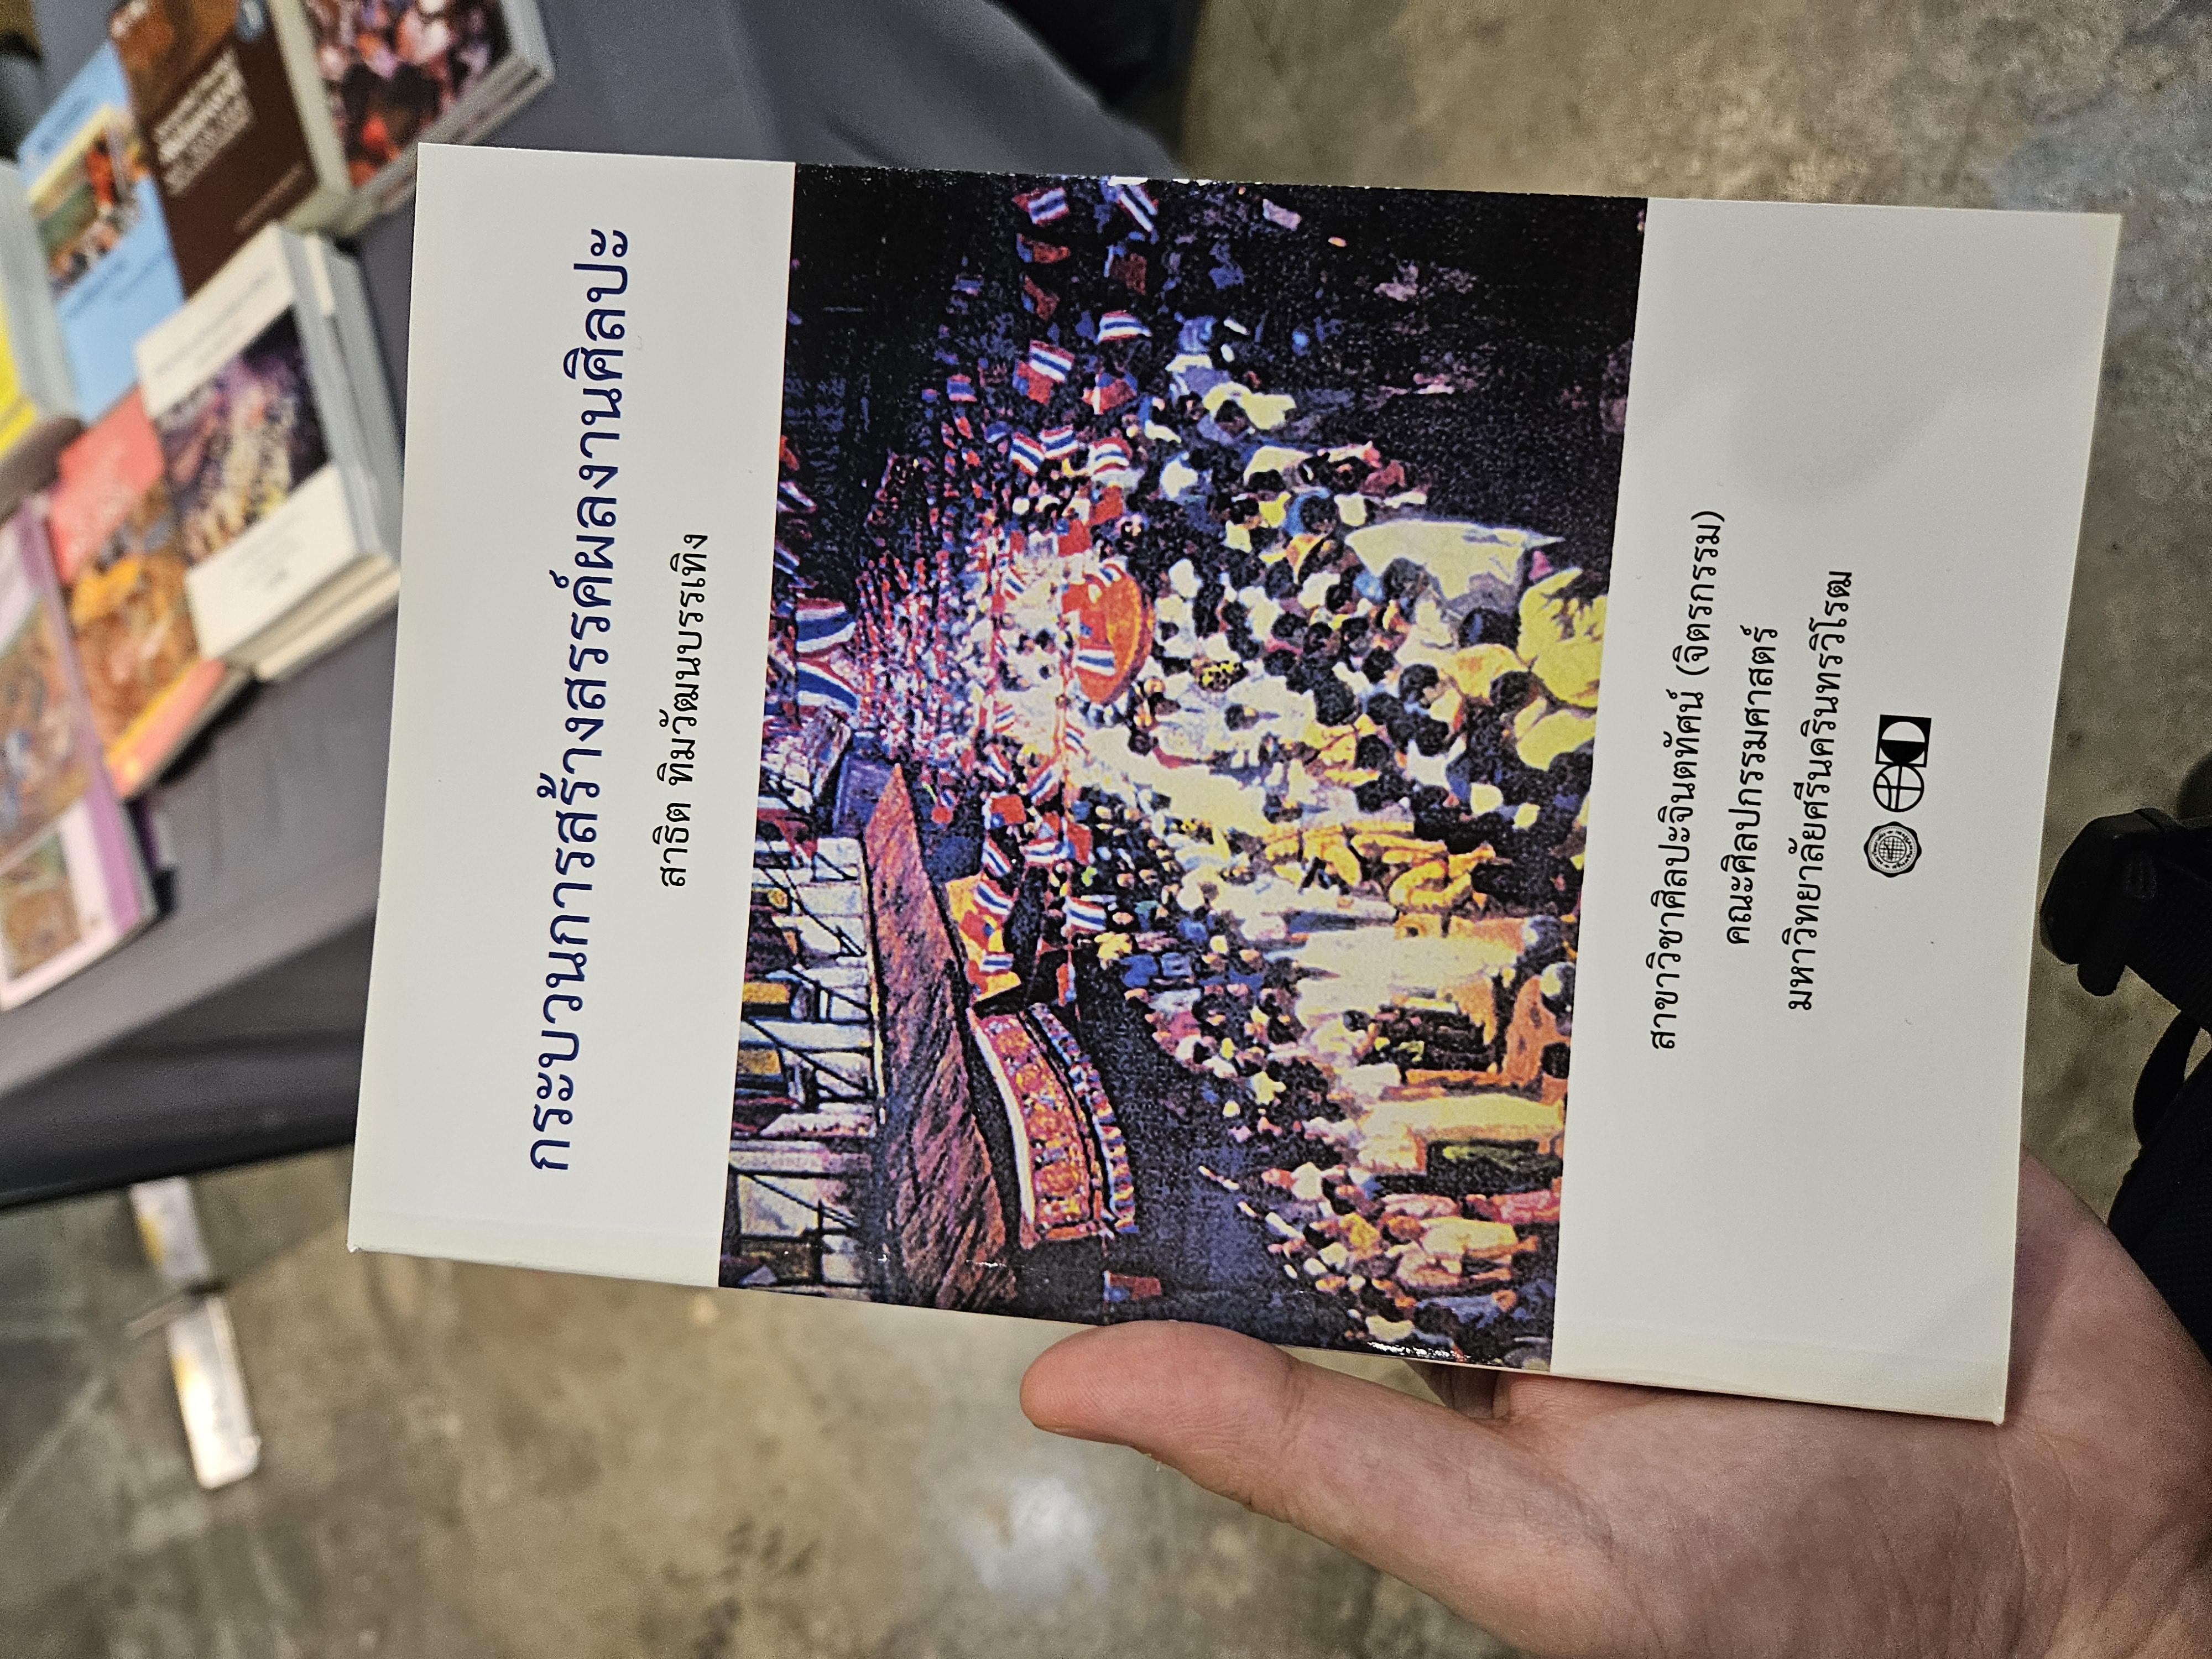 กระบวนการสร้างสรรค์ผลงานศิลปะ
สาธิต ทิมวัฒนบรรเทิง
สาขาวิชาศิลปะจินตทัศน์ (จิตรกรรม)
คณะศิลปกรรมศาสตร์
มหาวิทยาลัยศรีนครินทรวิโรฒ